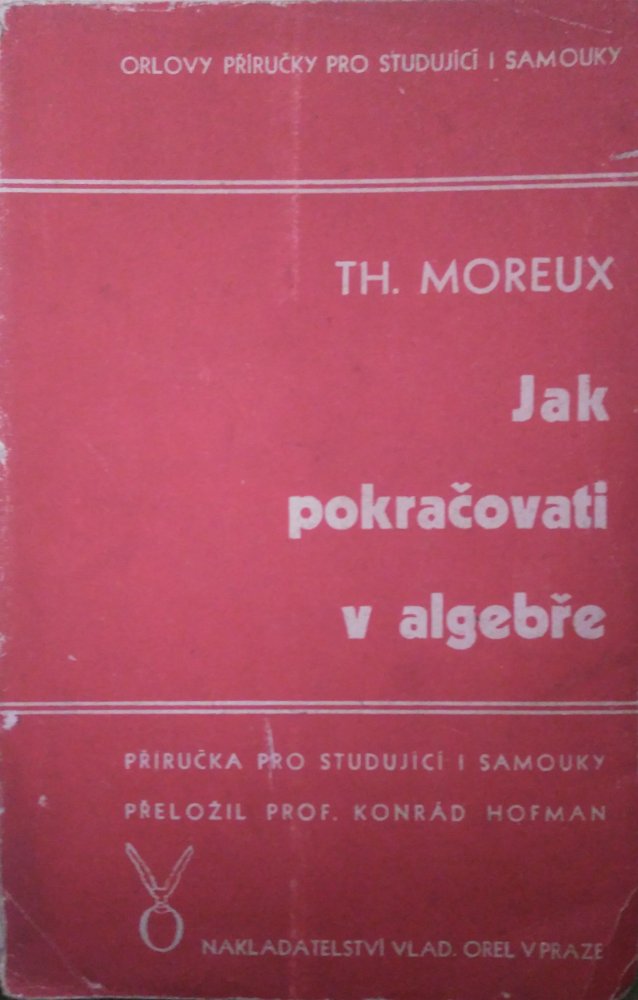 ORLOVY PŘÍRUČKY PRO STUDUJÍCÍ I SAMOUKY
TH. MOREUX
Jak
pokračovati
v algebře
PŘÍRUČKA PRO STUDUJÍCÍ I SAMOUKY
PŘELOŽIL PROF. KONRÁD HOFMAN
NAKLADATELSTVÍ VLAD. OREL V PRAZE